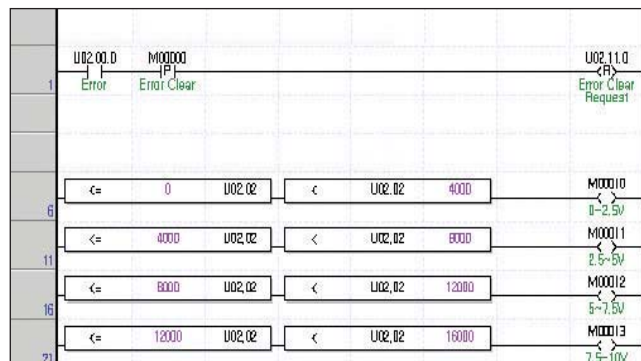 U02.00.D M00000 U02.11.0
P R
1 Error Error Clear Error Clear
Request
<= 0 U02.02 < U02.02 4000 M00010
6 0~2.5V
<= 4000 U02.02 < U02.02 8000 M00011
11 2.5~5V
<= 8000 U02.02 < U02.02 12000 M00012
16 5~7.5V
<= 12000 U02.02 < U02.02 16000 M00013
21 7.5~10V